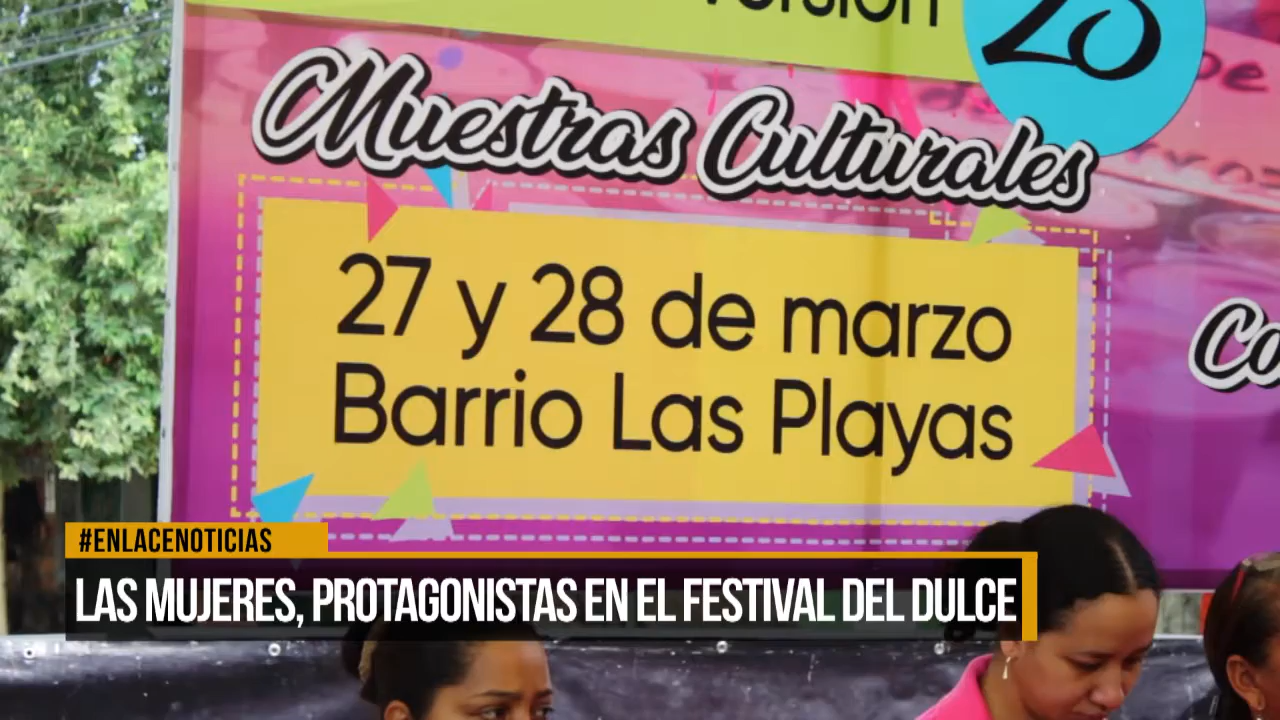 versión
Muestras Culturales
27 y 28 de marzo
Barrio Las Playas
Co
#ENLACENOTICIAS
LAS MUJERES, PROTAGONISTAS EN EL FESTIVAL DEL DULCE